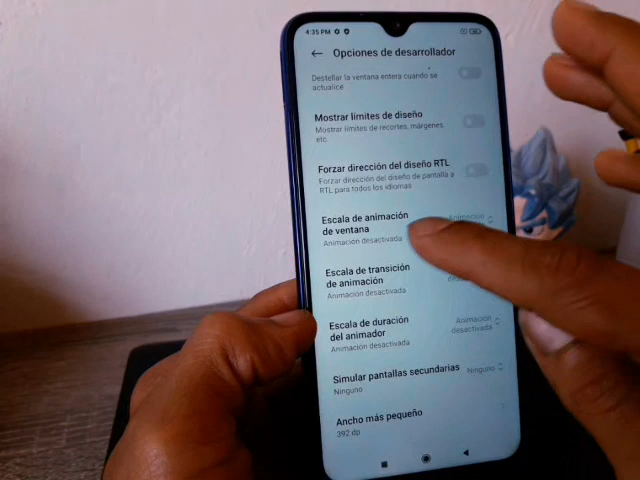 4:35 PM
Opciones de desarrollador
Destellar la ventana entera cuando se
actualice
Mostrar límites de diseño
Mostrar límites de recortes, márgenes,
etc.
Forzar dirección del diseño RTL
Forzar dirección del diseño de pantalla a
RTL para todos los idiomas
Escala de animación
de ventana
Animación desactivada
Animación
Escala de transición
de animación
Animación desactivada
Escala de duración
del animador
Animación desactivada
Animación
desactivada
Simular pantallas secundarias
Ninguno
Ninguno
Ancho más pequeño
392 dp